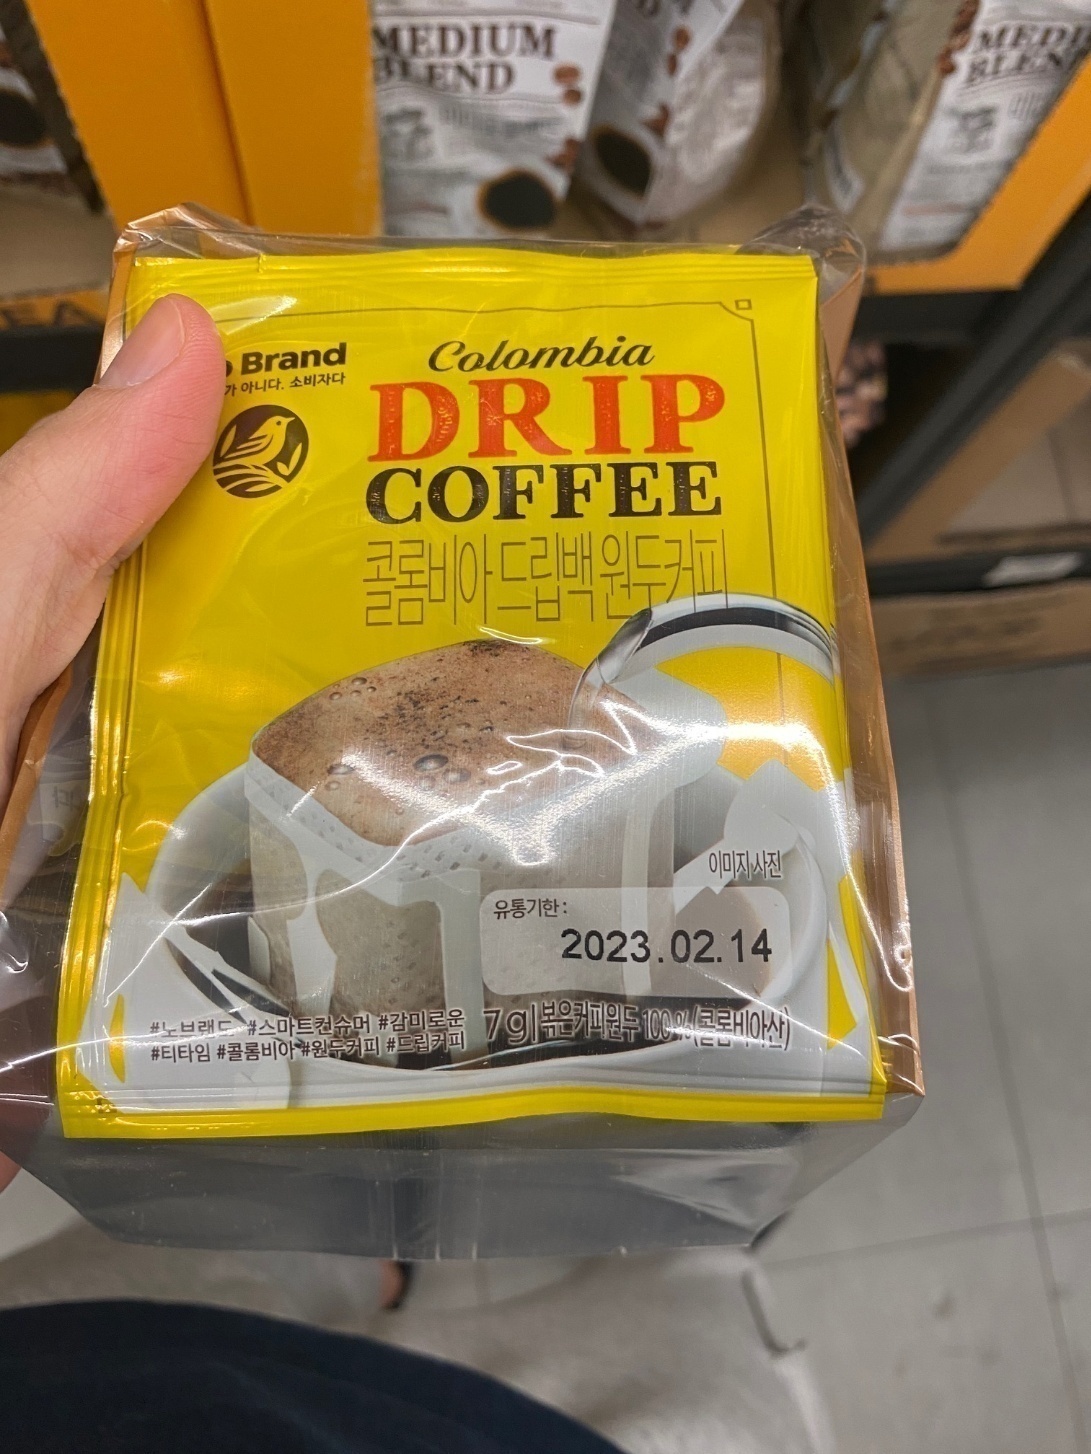 MEDIUM
BLEND
MEDI
BLEN
Brand
가 아니다. 소비자다
Colombia
DRIP
COFFEE
콜롬비아 드립백 원두커피
이미지 사진
유통기한:
2023.02.14
#노브랜드 #스마트컨슈머 #감미로운
#티타임 #콜롬비아 #원두커피 #드립커피
7g| 볶은커피원두 100%(콜롬비아산)